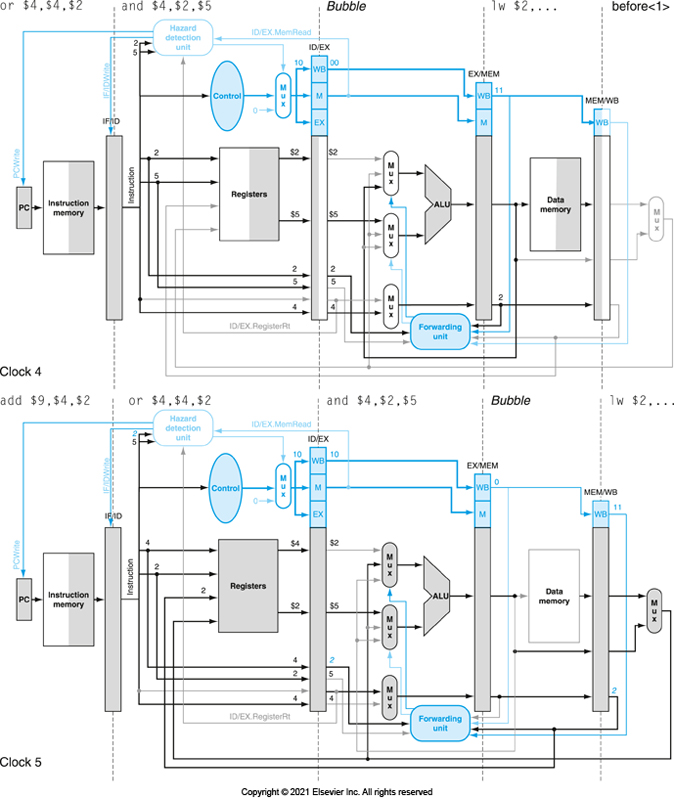 or $4,$4,$2 and $4,$2,$5 Bubble lw $2,... before<1>
Hazard detection unit
ID/EX.MemRead
2
5
ID/EX
10 WB 00
EX/MEM
IF/IDWrite
Control
Mux
M
WB 11
MEM/WB
0
EX
M
WB
IF/ID
PCWrite
2 $2 $2
Mux
Instruction
5
PC
Instruction memory
Registers
ALU
Data memory
Mux
$5 $5
Mux
2 2
5 5
Mux
2
4 4
ID/EX.RegisterRt
Forwarding unit
Clock 4
add $9,$4,$2 or $4,$4,$2 and $4,$2,$5 Bubble lw $2,...
Hazard detection unit
ID/EX.MemRead
2
5
ID/EX
10 WB 10
EX/MEM
IF/IDWrite
Control
Mux
M
WB 0
MEM/WB
0
EX
M
WB 11
IF/ID
PCWrite
4 $4 $2
Mux
Instruction
2
PC
Instruction memory
2
Registers
ALU
Data memory
Mux
$2 $5
Mux
4 2
2 5
Mux
2
4 4
ID/EX.RegisterRt
Forwarding unit
Clock 5
Copyright © 2021 Elsevier Inc. All rights reserved